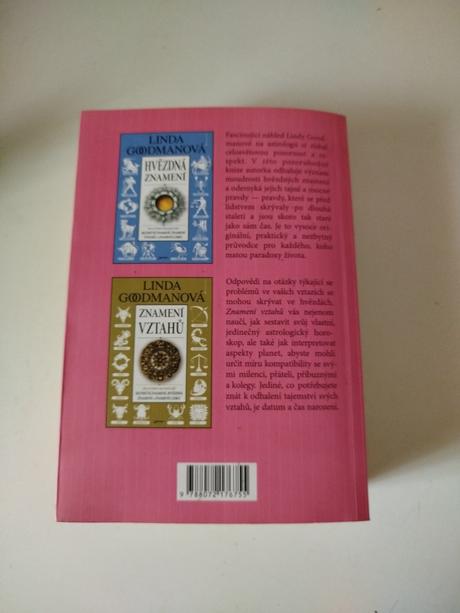 LINDA
GOODMANOVÁ
HVĚZDNÁ
ZNAMENÍ
Fascinující náhled Lindy Good-
manové na astrologii si získal
celosvětovou pozornost a re-
spekt. V této pozoruhodné
knize autorka odhaluje význam
moudrosti hvězdných znamení
a odemyká jejich tajné a mocné
pravdy — pravdy, které se před
lidstvem skrývaly po dlouhá
staletí a jsou skoro tak staré
jako sám čas. Je to vysoce ori-
ginální, praktický a nezbytný
průvodce pro každého, koho
matou paradoxy života.
LINDA
GOODMANOVÁ
ZNAMENÍ
VZTAHŮ
Odpovědi na otázky týkající se
problémů ve vašich vztazích se
mohou skrývat ve hvězdách.
Znamení vztahů vás nejenom
naučí, jak sestavit svůj vlastní,
jedinečný astrologický horo-
skop, ale také jak interpretovat
aspekty planet, abyste mohli
určit míru kompatibility se svý-
mi milenci, přáteli, příbuznými
a kolegy. Jediné, co potřebujete
znát k odhalení tajemství svých
vztahů, je datum a čas narození.
9 788072 176755